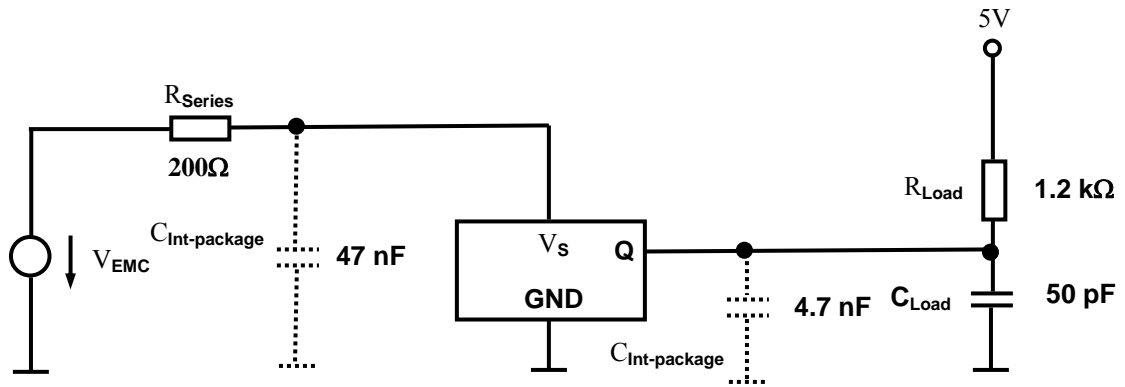 5V
R_Series
200Ω
R_Load 1.2 kΩ
C_Int-package 47 nF
V_EMC
V_S Q
GND
4.7 nF
C_Load 50 pF
C_Int-package